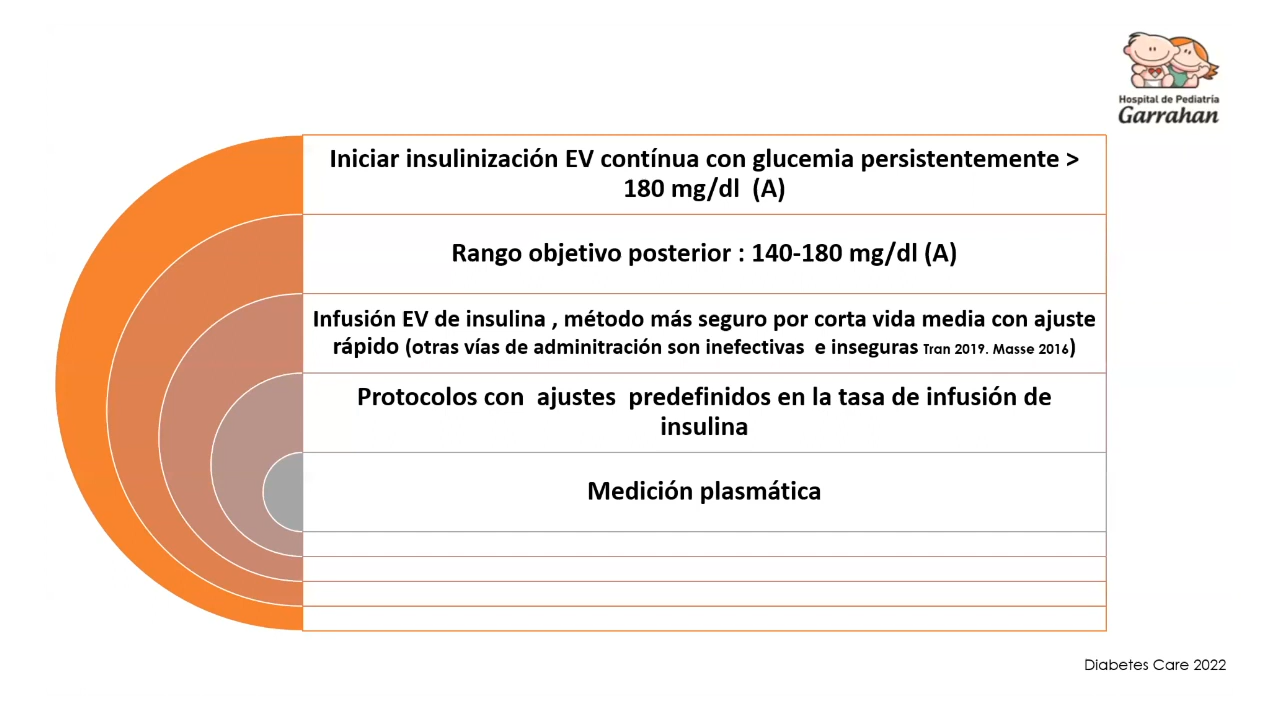 Hospital de Pediatría
Garrahan
Iniciar insulinización EV contínua con glucemia persistentemente >
180 mg/dl (A)
Rango objetivo posterior : 140-180 mg/dl (A)
Infusión EV de insulina , método más seguro por corta vida media con ajuste
rápido (otras vías de adminitración son inefectivas e inseguras Tran 2019. Masse 2016)
Protocolos con ajustes predefinidos en la tasa de infusión de
insulina
Medición plasmática
Diabetes Care 2022